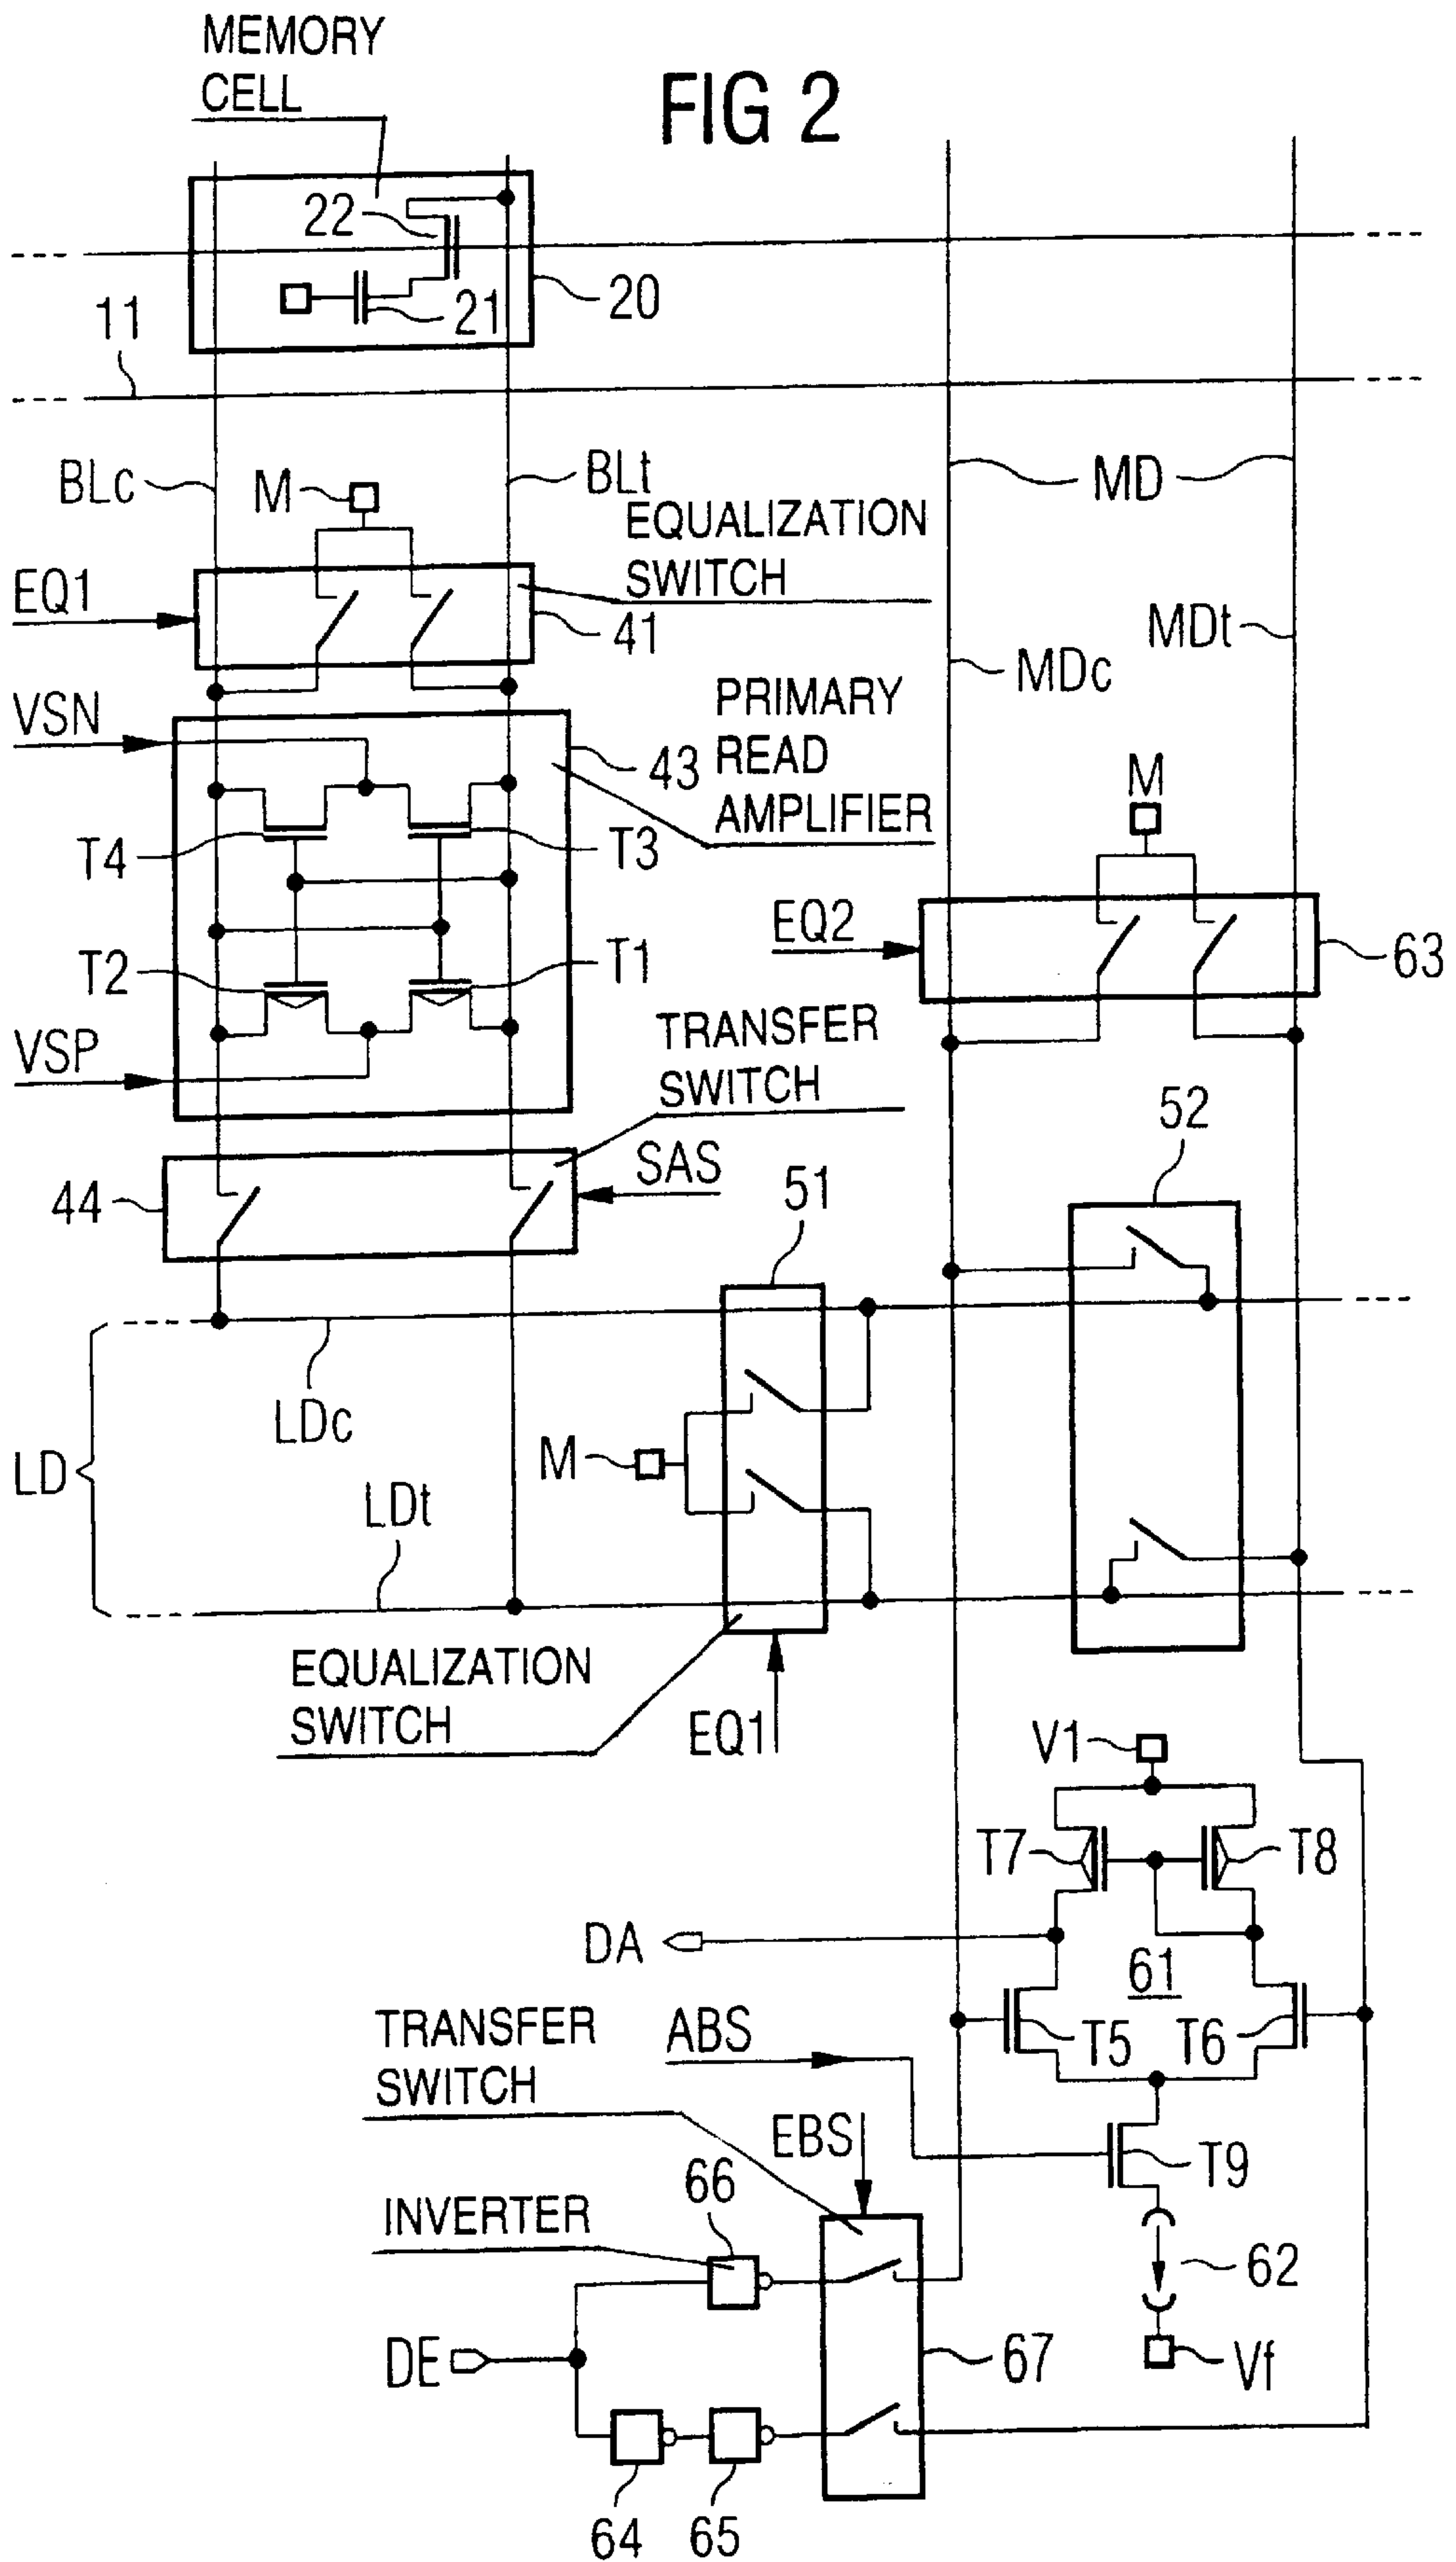 MEMORY
CELL
FIG 2
22
21
20
11
BLc
M
BLt
MD
EQUALIZATION
SWITCH
EQ1
41
MDt
MDc
VSN
43
PRIMARY
READ
AMPLIFIER
M
T4
T3
EQ2
63
T2
T1
VSP
TRANSFER
SWITCH
52
SAS
51
44
LDc
LD
M
LDt
EQUALIZATION
SWITCH
EQ1
V1
T7
T8
DA
61
TRANSFER
SWITCH
ABS
T5
T6
EBS
T9
66
INVERTER
62
DE
67
Vf
64
65